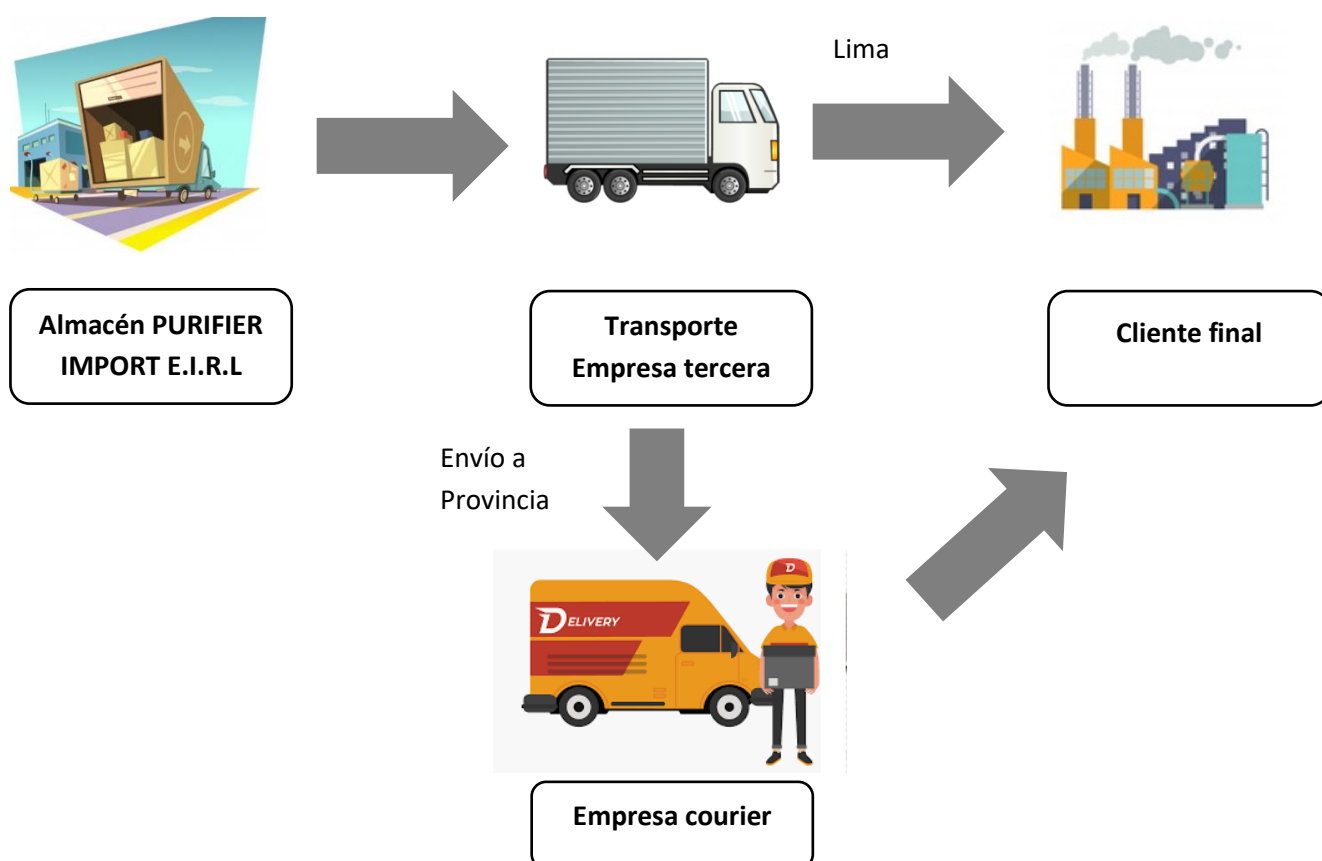 Lima
Almacén PURIFIER
IMPORT E.I.R.L
Transporte
Empresa tercera
Cliente final
Envío a
Provincia
D
DELIVERY
Empresa courier